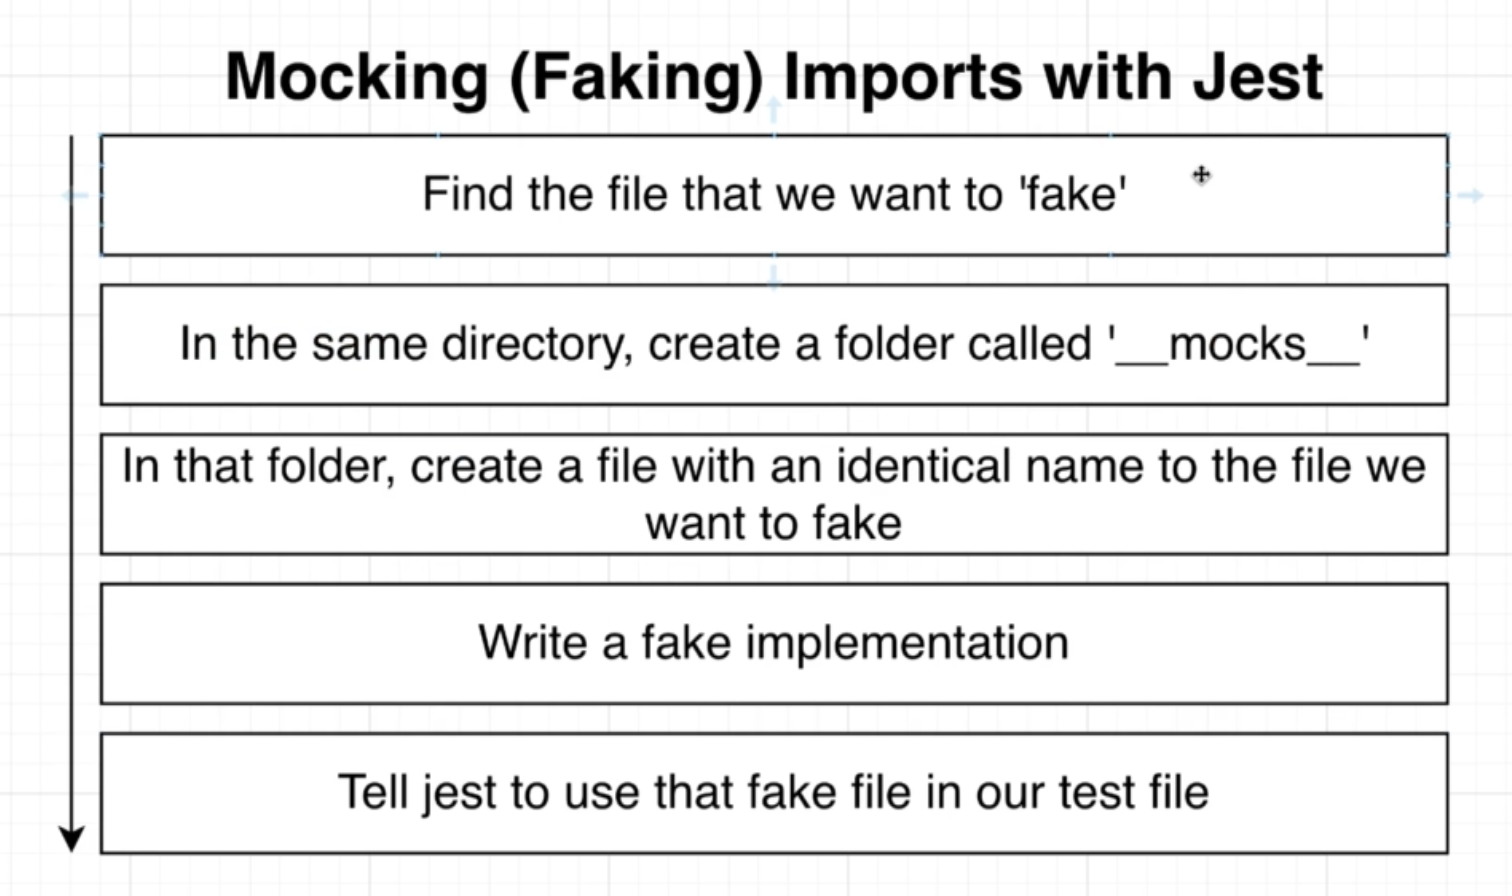 Mocking (Faking) Imports with Jest
Find the file that we want to 'fake'
In the same directory, create a folder called '__mocks__'
In that folder, create a file with an identical name to the file we
want to fake
Write a fake implementation
Tell jest to use that fake file in our test file